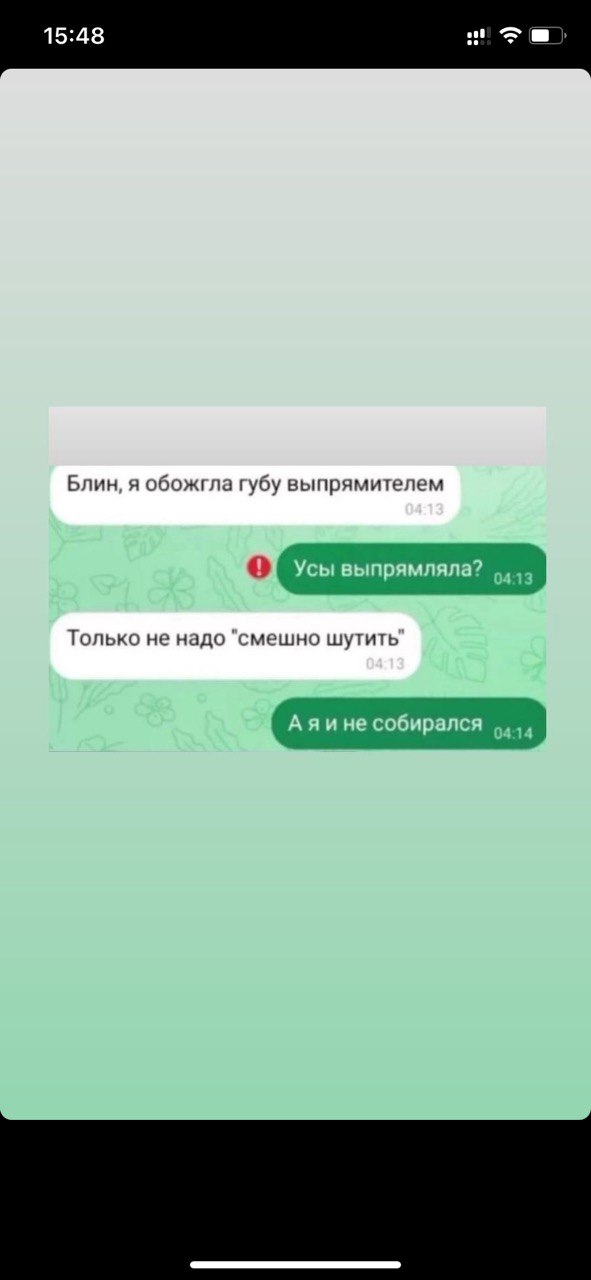 15:48
Блин, я обожгла губу выпрямителем
04:13
!
Усы выпрямляла?
04:13
Только не надо "смешно шутить"
04:13
А я и не собирался
04:14